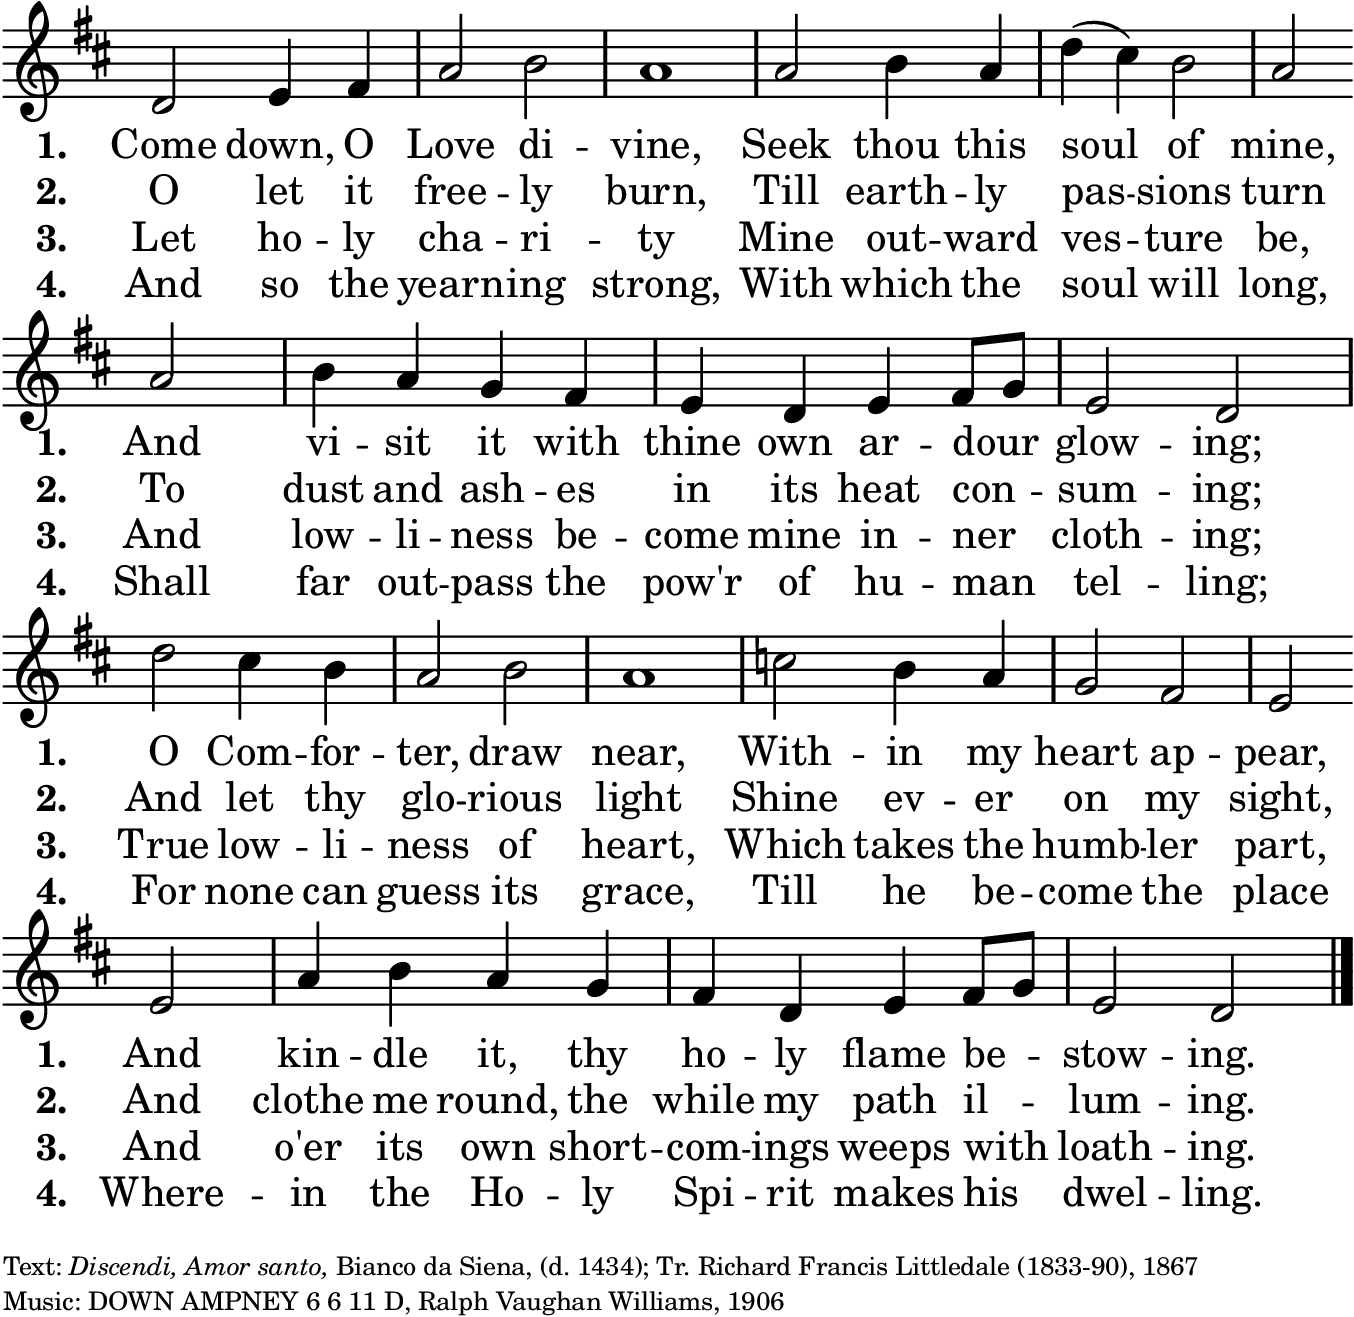 1. Come down, O Love di - vine, Seek thou this soul of mine,
2. O let it free - ly burn, Till earth - ly pas - sions turn
3. Let ho - ly cha - ri - ty Mine out - ward ves - ture be,
4. And so the yearning strong, With which the soul will long,
1. And vi - sit it with thine own ar - dour glow - ing;
2. To dust and ash - es in its heat con - sum - ing;
3. And low - li - ness be - come mine in - ner cloth - ing;
4. Shall far out - pass the pow'r of hu - man tel - ling;
1. O Com - for - ter, draw near, With - in my heart ap - pear,
2. And let thy glo - rious light Shine ev - er on my sight,
3. True low - li - ness of heart, Which takes the humb - ler part,
4. For none can guess its grace, Till he be - come the place
1. And kin - dle it, thy ho - ly flame be - stow - ing.
2. And clothe me round, the while my path il - lum - ing.
3. And o'er its own short - com - ings weeps with loath - ing.
4. Where - in the Ho - ly Spi - rit makes his dwel - ling.
Text: Discendi, Amor santo, Bianco da Siena, (d. 1434); Tr. Richard Francis Littledale (1833-90), 1867
Music: DOWN AMPNEY 6 6 11 D, Ralph Vaughan Williams, 1906